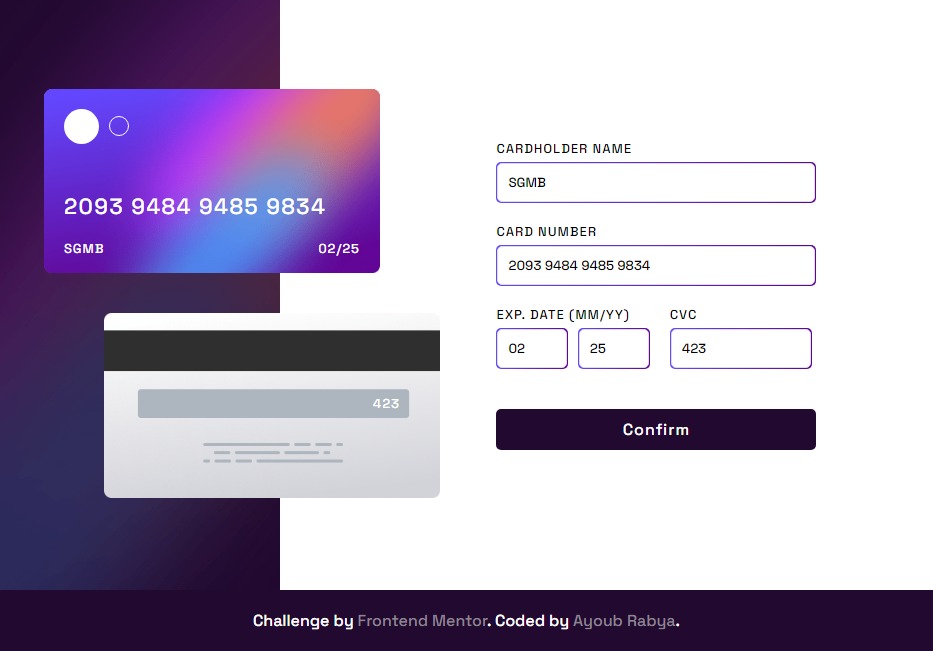 2093 9484 9485 9834
SGMB 02/25
423
CARDHOLDER NAME
SGMB
CARD NUMBER
2093 9484 9485 9834
EXP. DATE (MM/YY) CVC
02 25 423
Confirm
Challenge by Frontend Mentor. Coded by Ayoub Rabya.